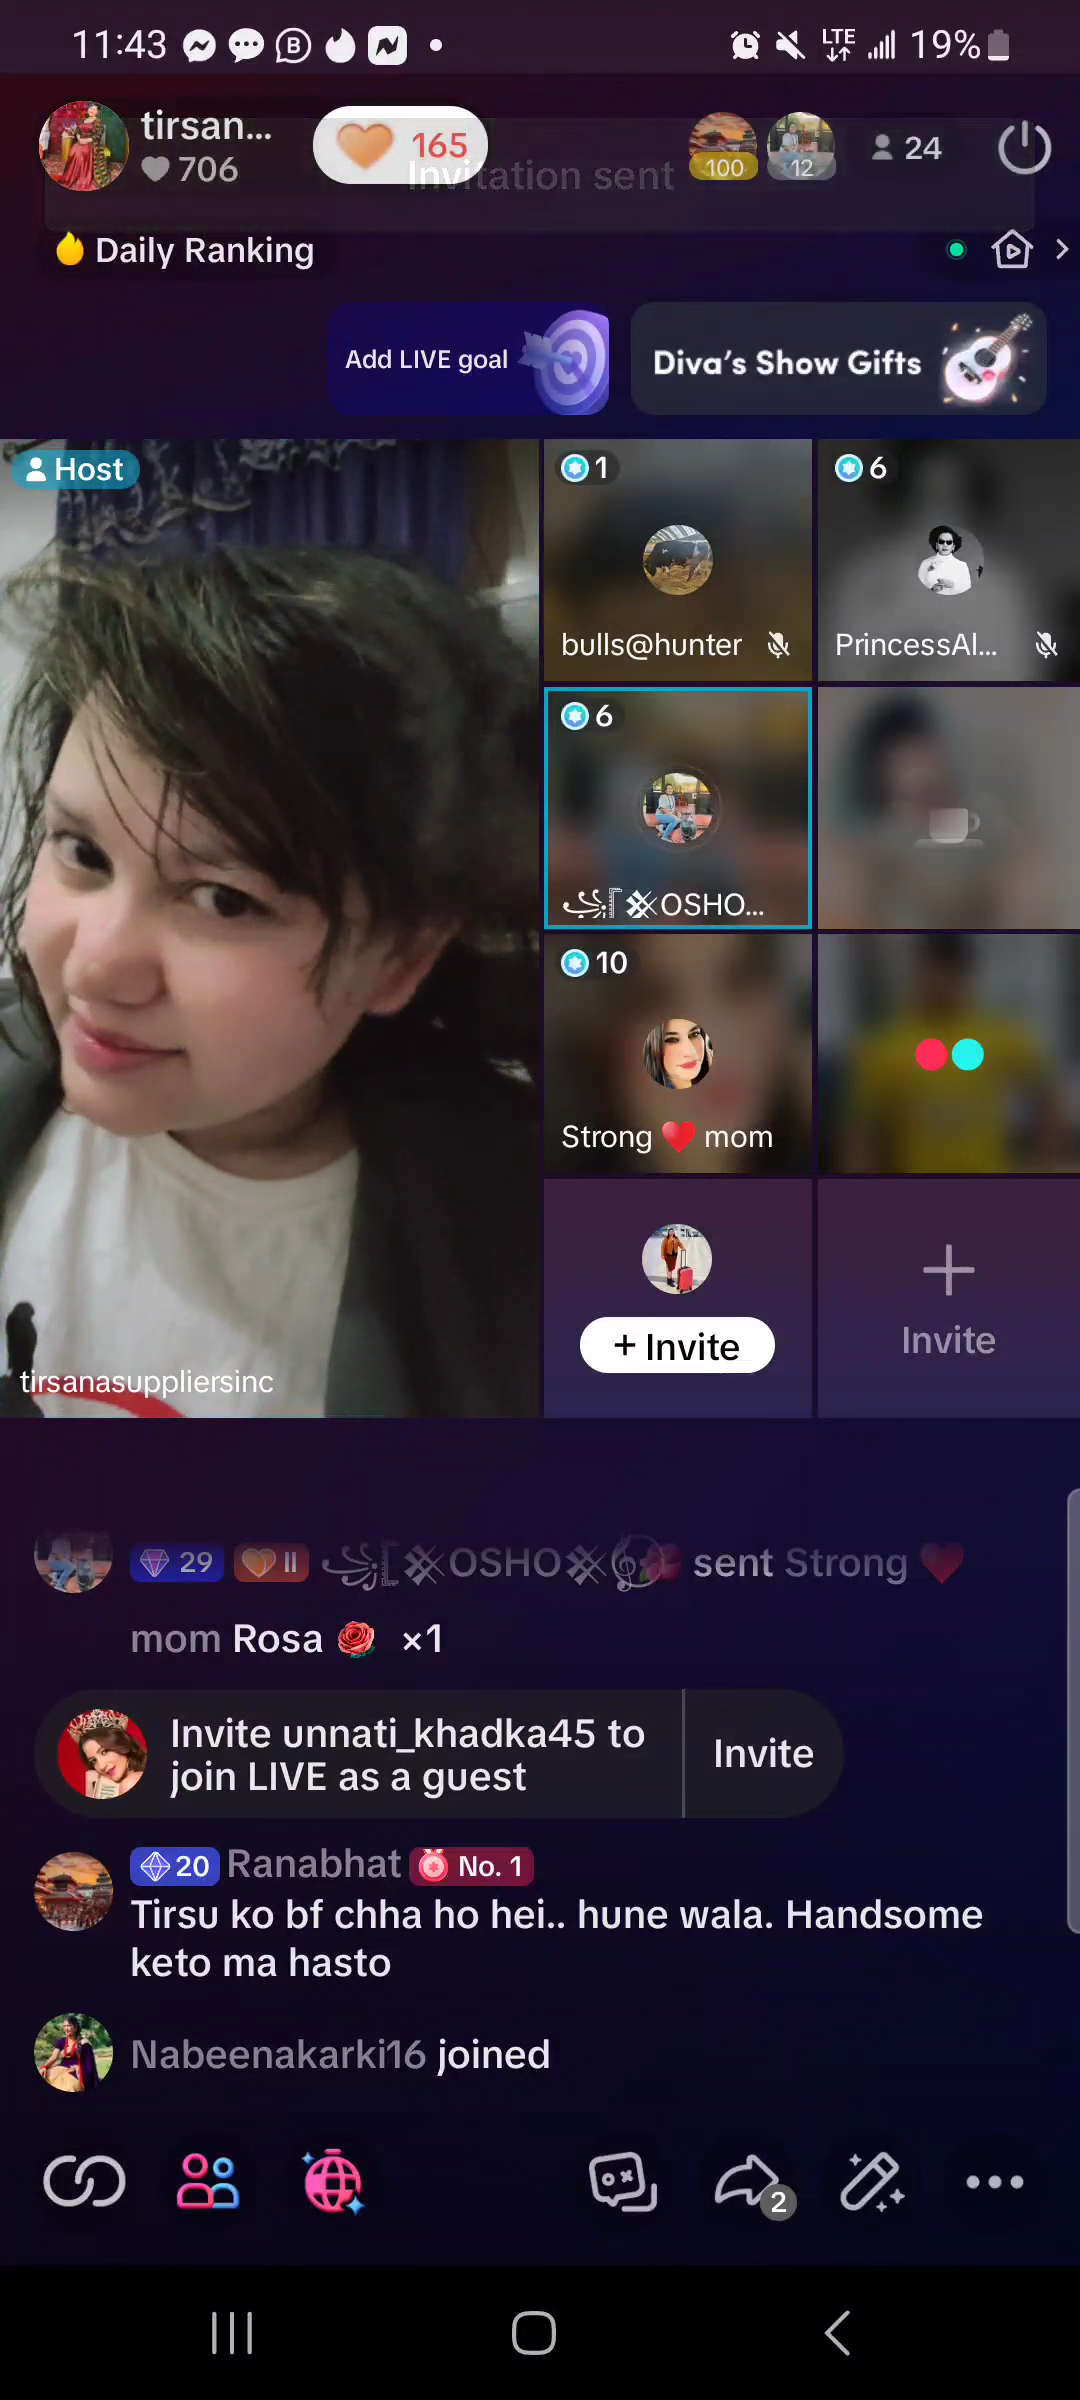 11:43
LTE
19%
tirsan...
706
165
100
12
24
Invitation sent
Daily Ranking
Add LIVE goal
Diva's Show Gifts
Host
1
6
bulls@hunter
PrincessAl...
6
OSHO...
10
Strong ❤️ mom
tirsanasuppliersinc
+ Invite
Invite
29 II OSHO sent Strong ❤️
mom Rosa 🌹 ×1
Invite unnati_khadka45 to
join LIVE as a guest
Invite
20 Ranabhat No. 1
Tirsu ko bf chha ho hei.. hune wala. Handsome
keto ma hasto
Nabeenakarki16 joined
2